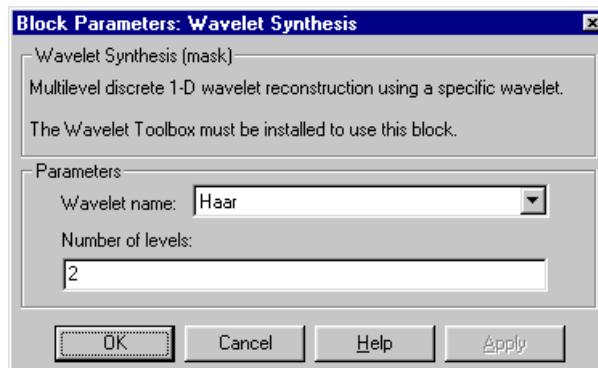 Block Parameters: Wavelet Synthesis
Wavelet Synthesis (mask)
Multilevel discrete 1-D wavelet reconstruction using a specific wavelet.
The Wavelet Toolbox must be installed to use this block.
Parameters
Wavelet name: Haar
Number of levels:
2
OK Cancel Help Apply